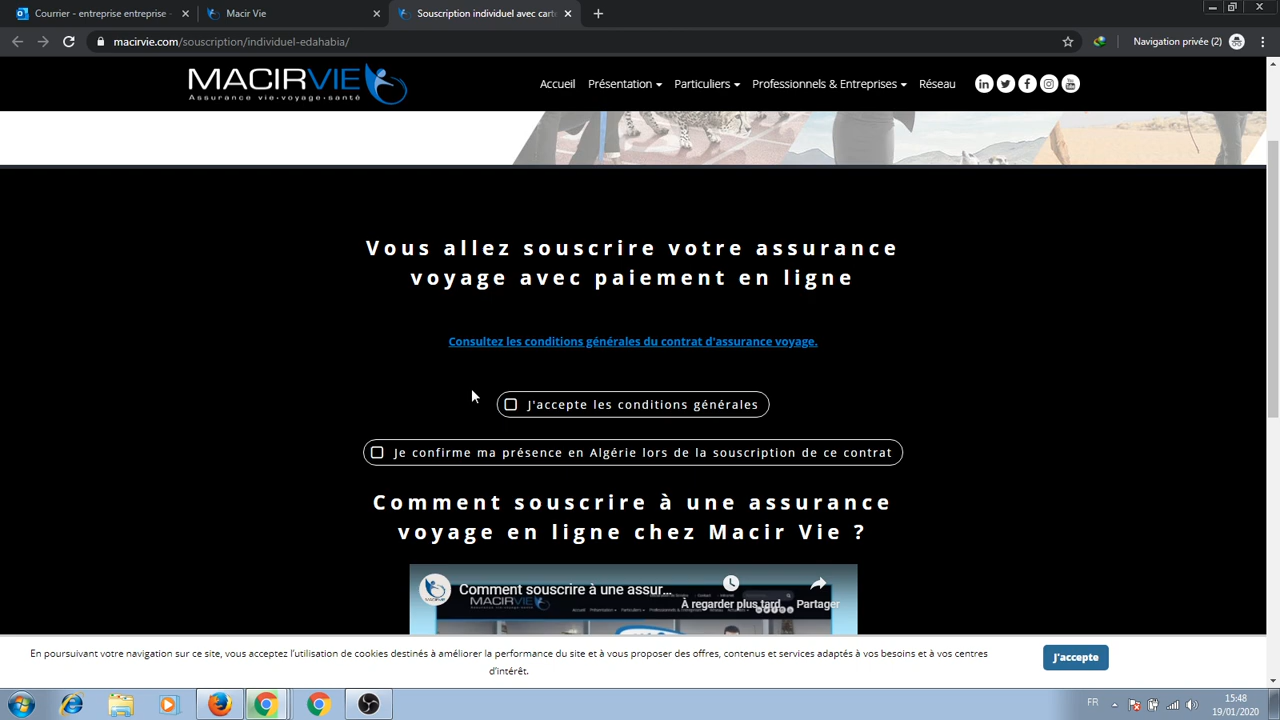 Courrier - entreprise entreprise -
Macir Vie
Souscription individuel avec carte
macirvie.com/souscription/individuel-edahabia/
Navigation privée (2)
MACIRVIE
Assurance vie•voyage•santé
Accueil
Présentation
Particuliers
Professionnels & Entreprises
Réseau
Vous allez souscrire votre assurance
voyage avec paiement en ligne
Consultez les conditions générales du contrat d'assurance voyage.
J'accepte les conditions générales
Je confirme ma présence en Algérie lors de la souscription de ce contrat
Comment souscrire à une assurance
voyage en ligne chez Macir Vie ?
Comment souscrire à une assur...
À regarder plus tard
Partager
MACIRVIE
En poursuivant votre navigation sur ce site, vous acceptez l'utilisation de cookies destinés à améliorer la performance du site et à vous proposer des offres, contenus et services adaptés à vos besoins et à vos centres
d'intérêt.
J'accepte
FR
15:48
19/01/2020